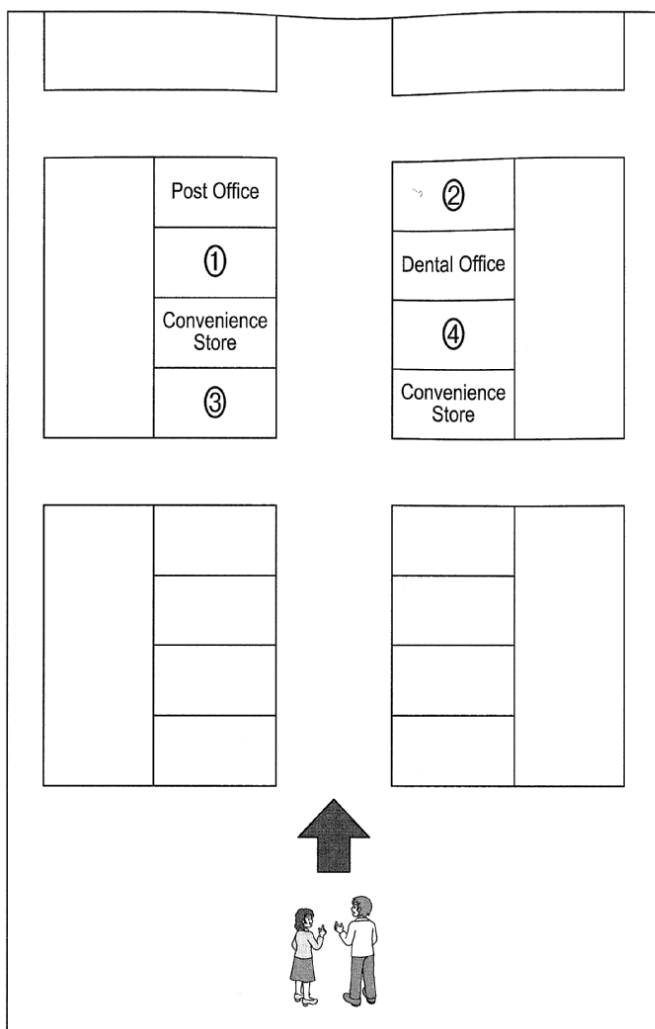 Post Office
①
Convenience
Store
③
②
Dental Office
④
Convenience
Store